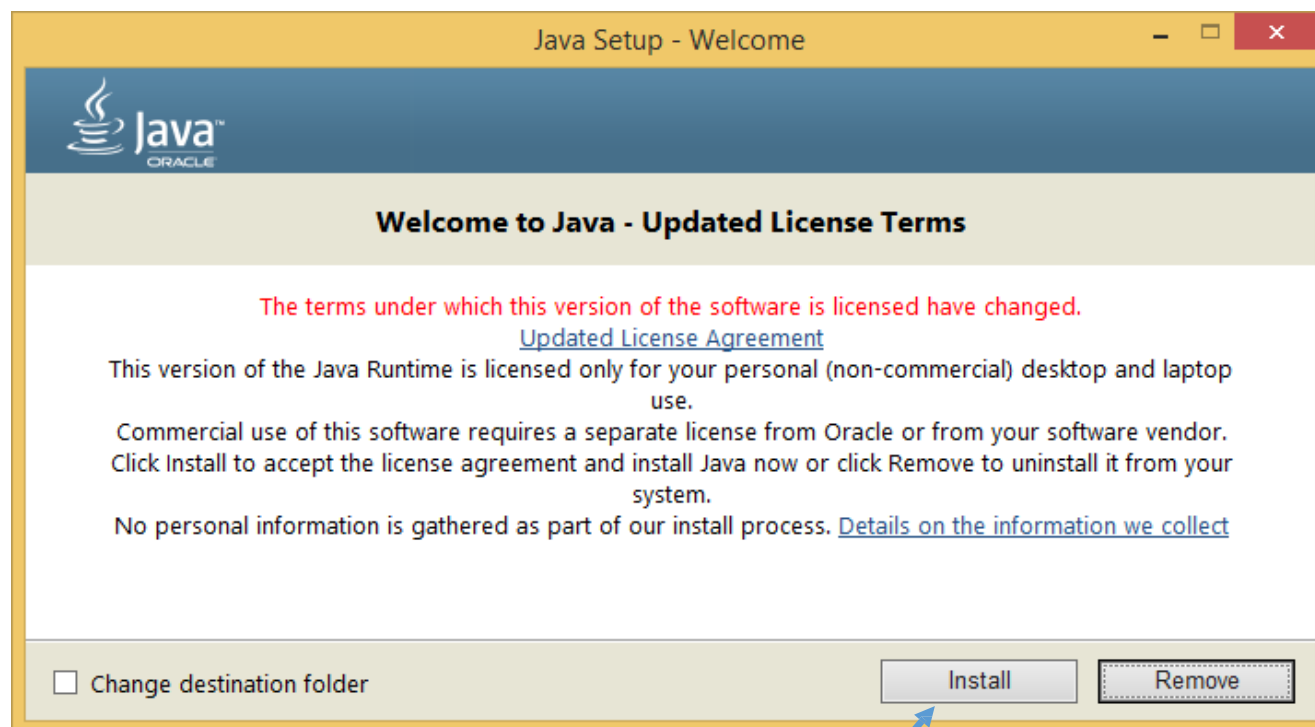 Java Setup - Welcome
Java™
ORACLE
Welcome to Java - Updated License Terms
The terms under which this version of the software is licensed have changed.
Updated License Agreement
This version of the Java Runtime is licensed only for your personal (non-commercial) desktop and laptop
use.
Commercial use of this software requires a separate license from Oracle or from your software vendor.
Click Install to accept the license agreement and install Java now or click Remove to uninstall it from your
system.
No personal information is gathered as part of our install process. Details on the information we collect
Change destination folder
Install
Remove